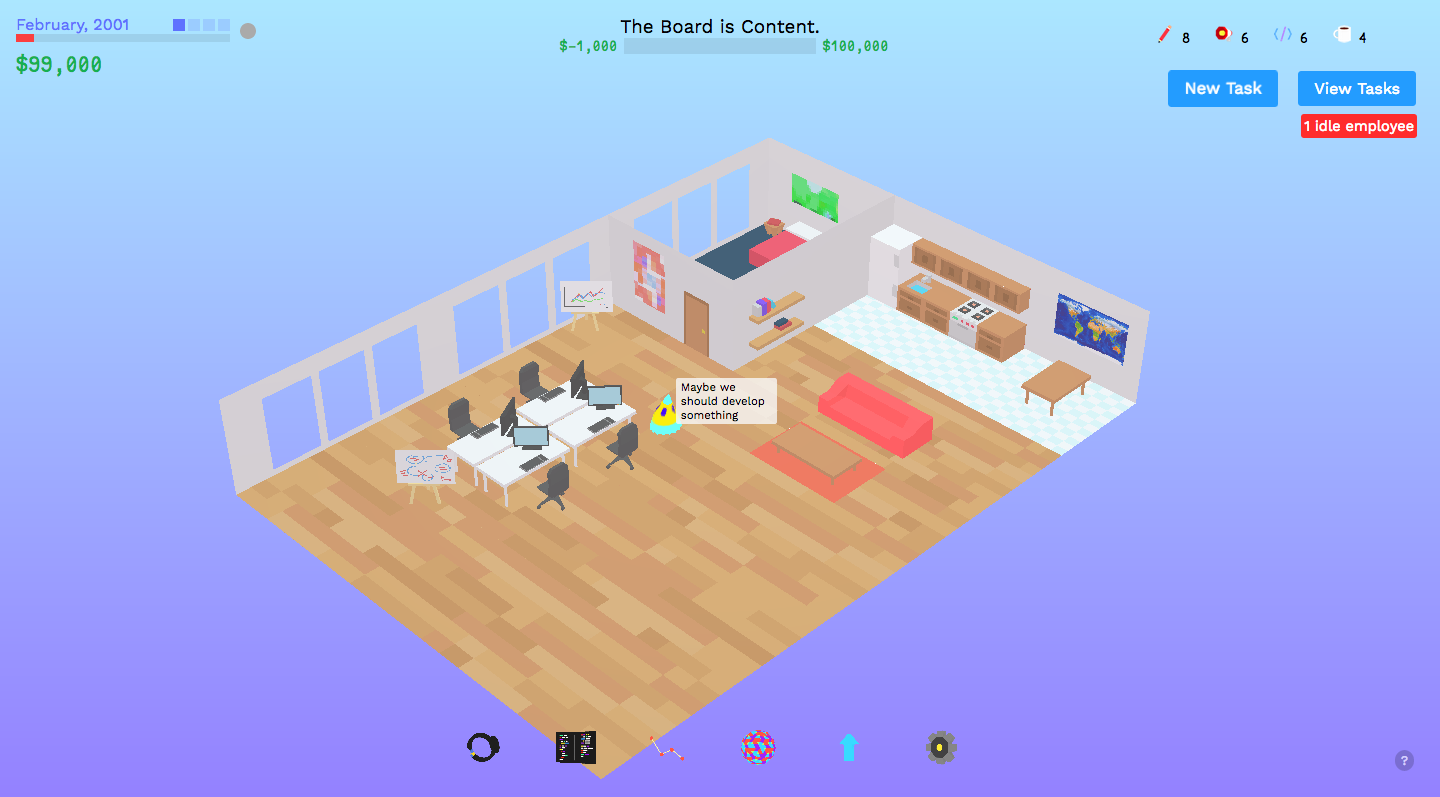 February, 2001
$99,000
The Board is Content.
$-1,000 $100,000
8 6 6 4
New Task View Tasks
1 idle employee
Maybe we
should develop
something
?